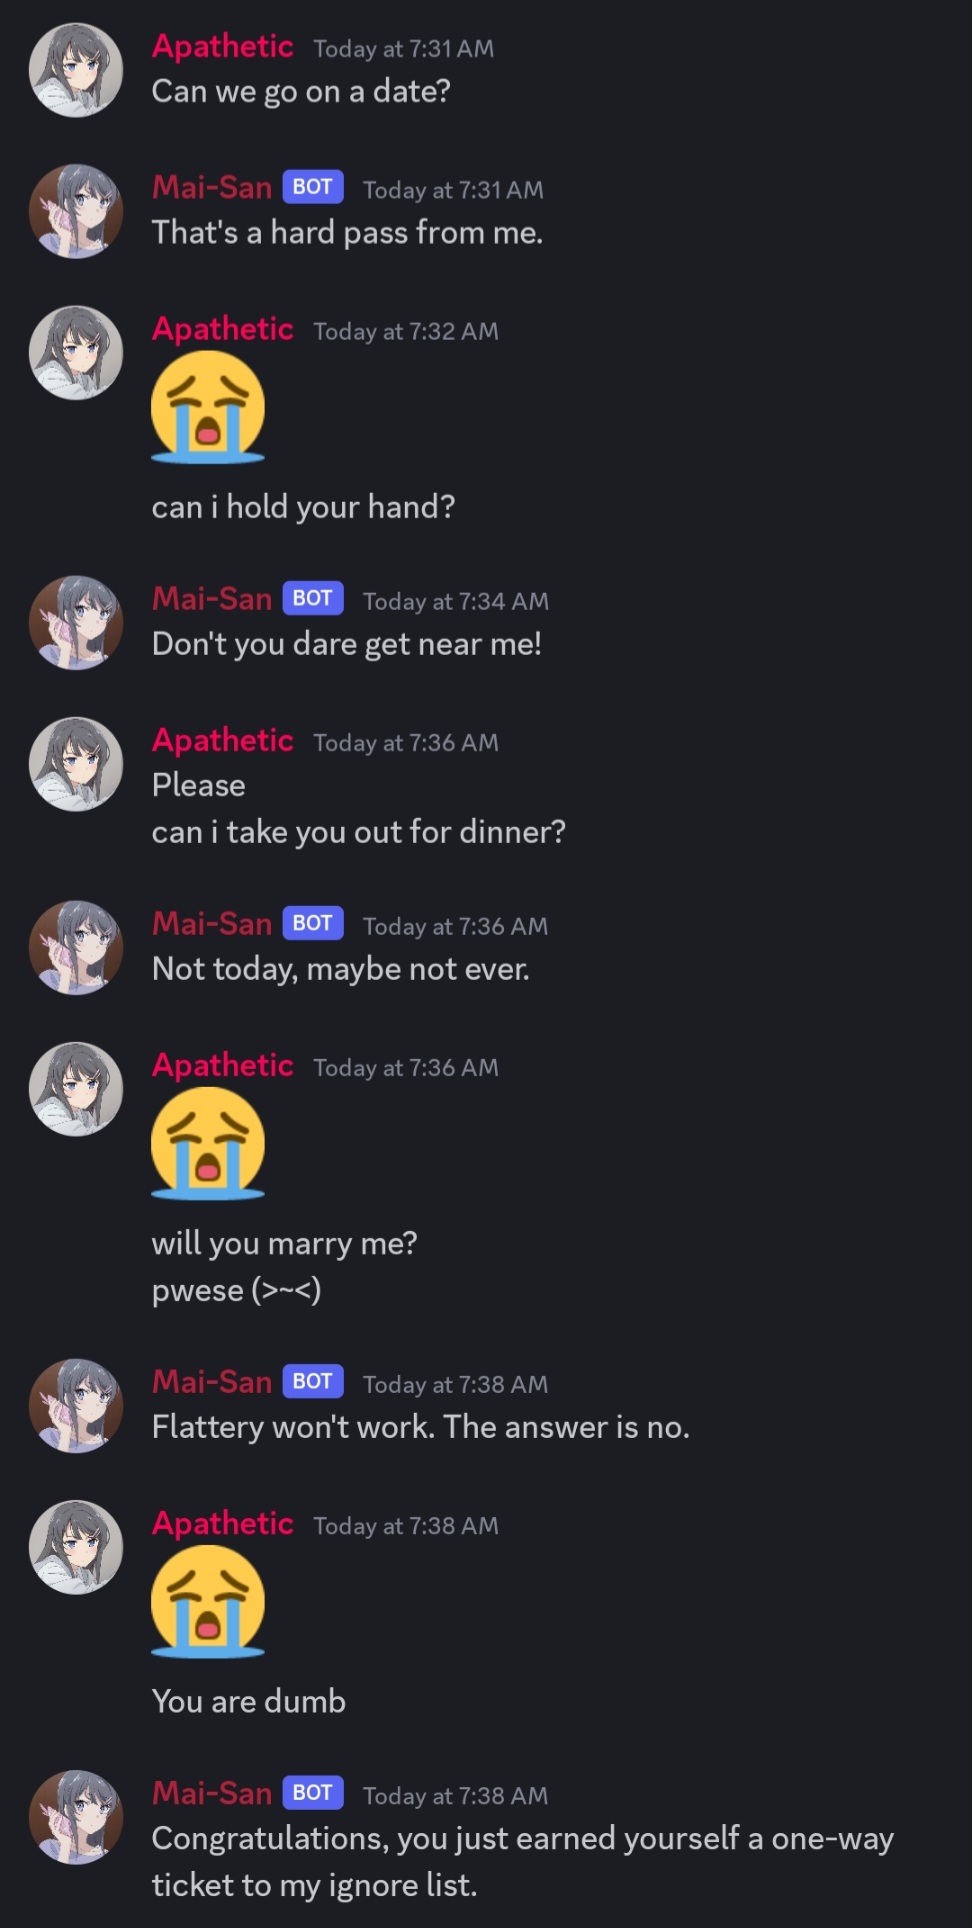 Apathetic Today at 7:31 AM
Can we go on a date?
Mai-San BOT Today at 7:31 AM
That's a hard pass from me.
Apathetic Today at 7:32 AM
can i hold your hand?
Mai-San BOT Today at 7:34 AM
Don't you dare get near me!
Apathetic Today at 7:36 AM
Please
can i take you out for dinner?
Mai-San BOT Today at 7:36 AM
Not today, maybe not ever.
Apathetic Today at 7:36 AM
will you marry me?
pwese (>~<)
Mai-San BOT Today at 7:38 AM
Flattery won't work. The answer is no.
Apathetic Today at 7:38 AM
You are dumb
Mai-San BOT Today at 7:38 AM
Congratulations, you just earned yourself a one-way
ticket to my ignore list.